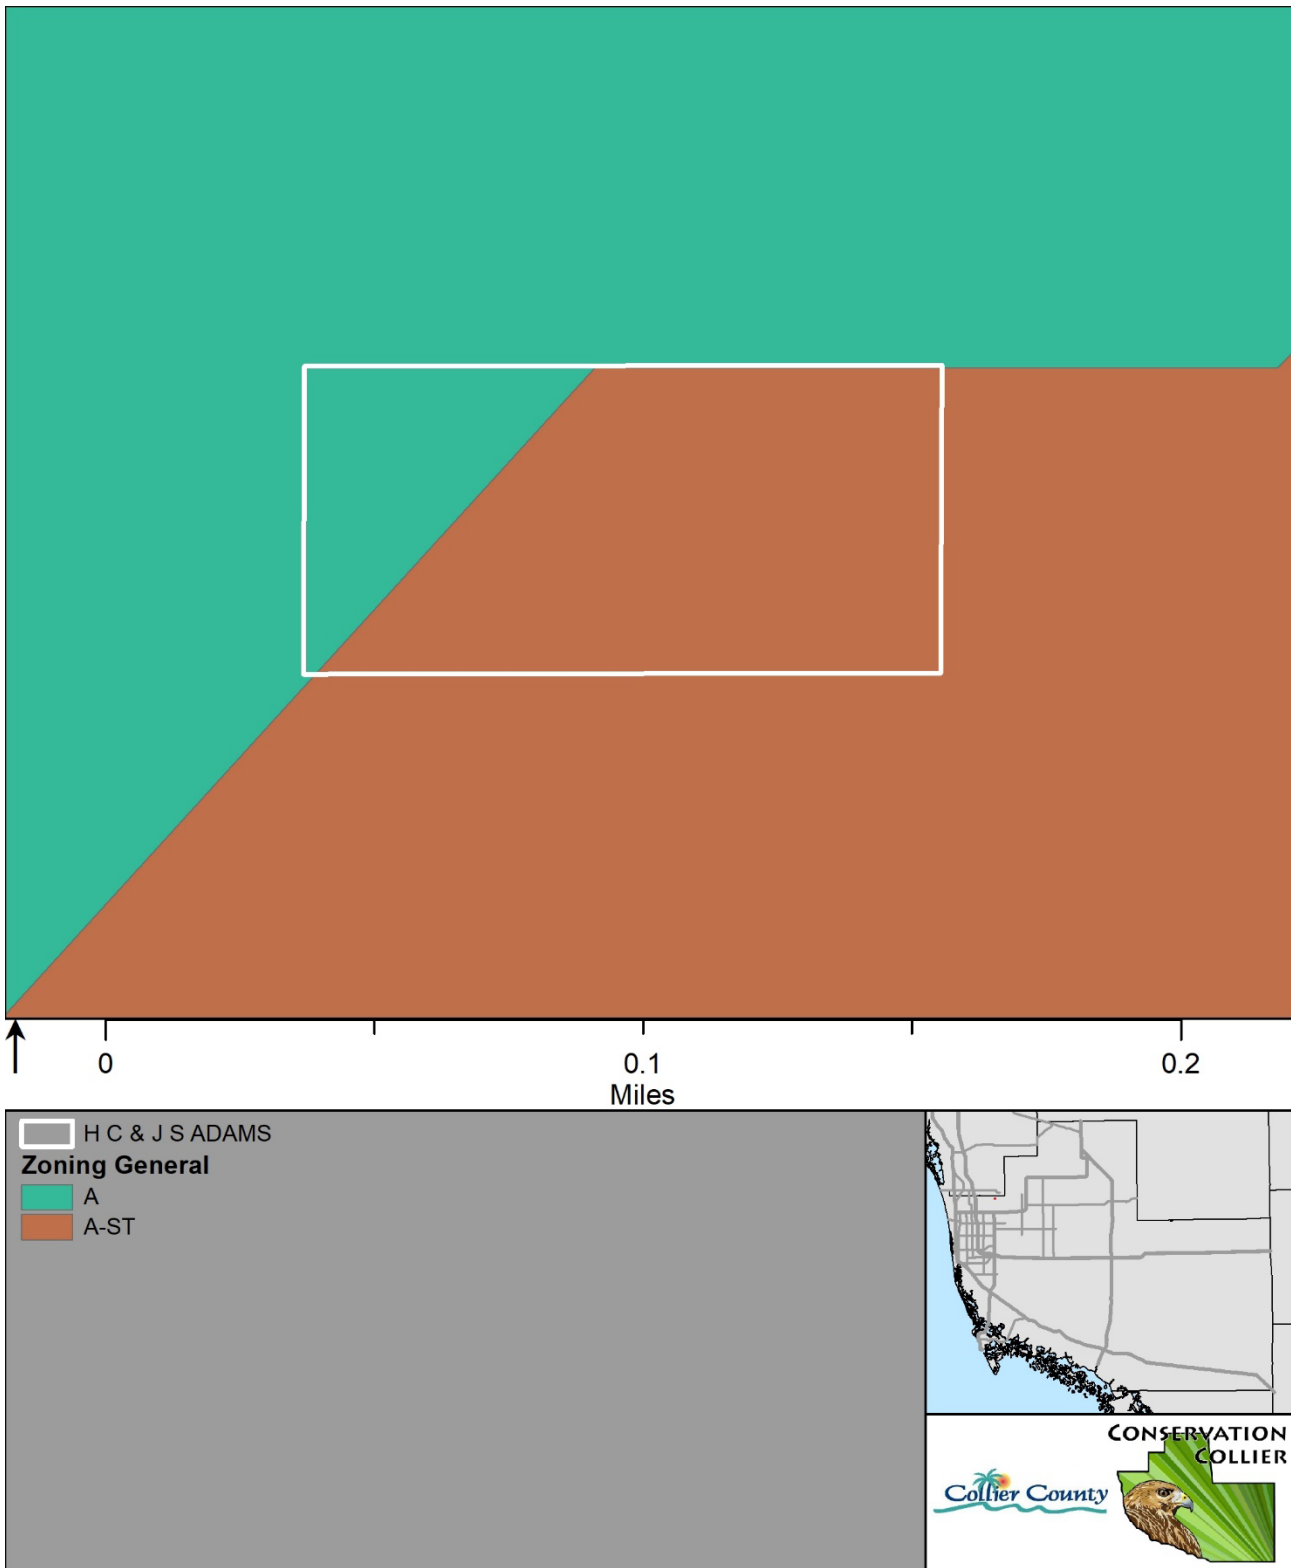 0 0.1 0.2
Miles
H C & J S ADAMS
Zoning General
A
A-ST
CONSERVATION
COLLIER
Collier County